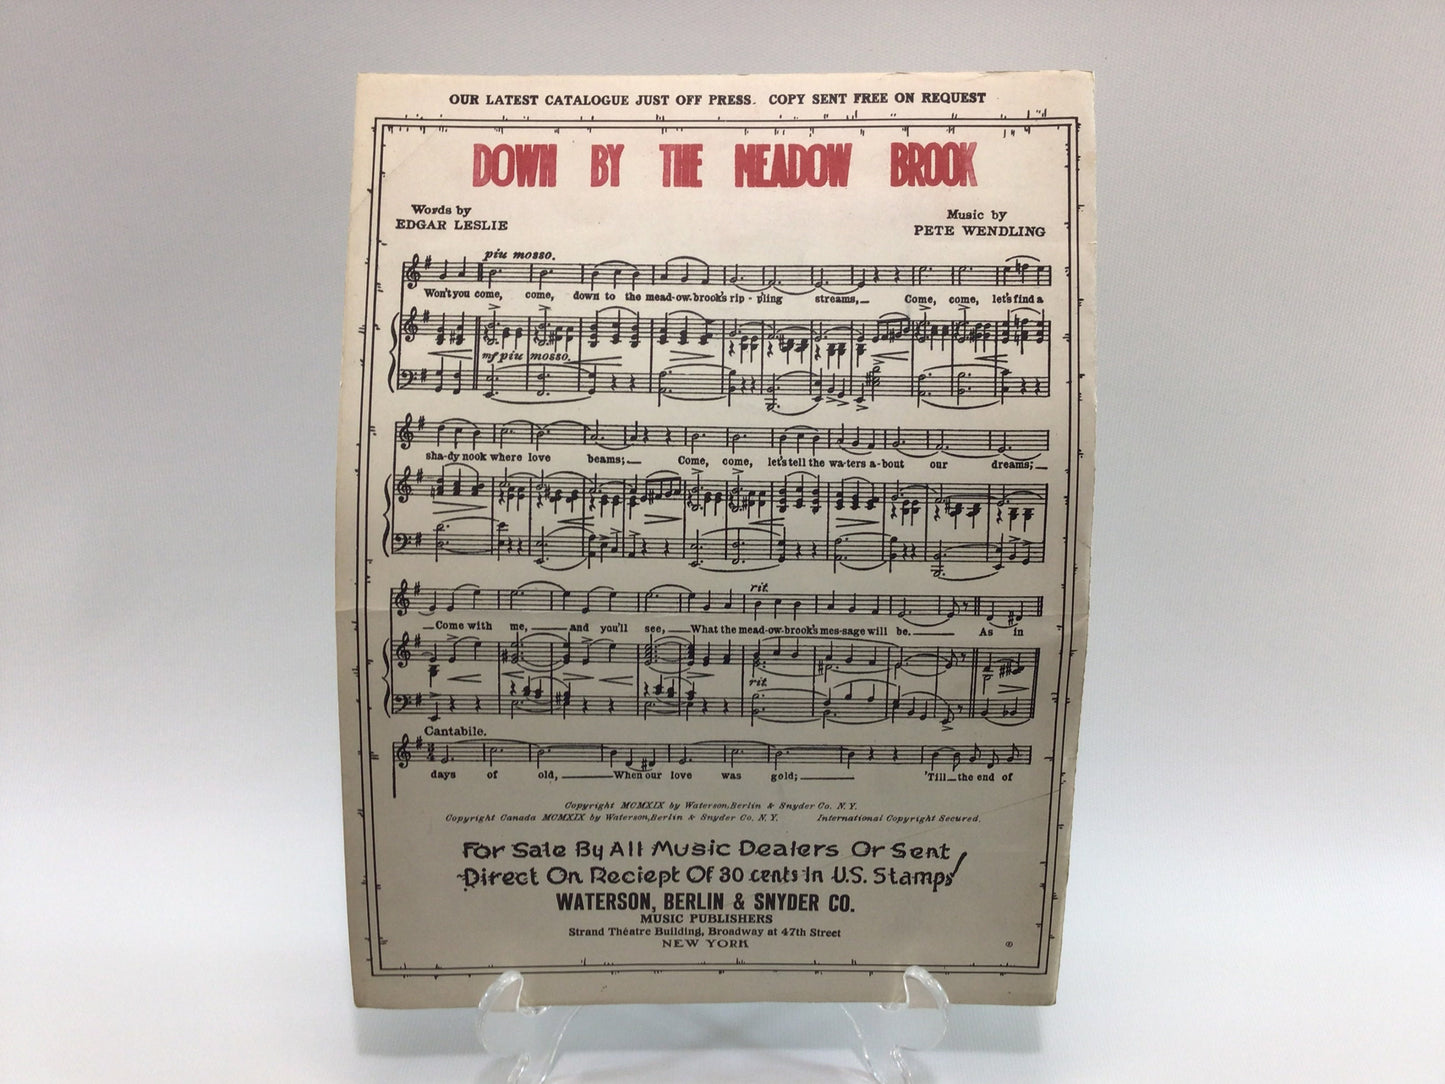 OUR LATEST CATALOGUE JUST OFF PRESS. COPY SENT FREE ON REQUEST
DOWN BY THE MEADOW BROOK
Words by
EDGAR LESLIE
Music by
PETE WENDLING
piu mosso.
Won't you come, come, down to the mead-ow-brook's rip-pling streams,_ Come, come, let's find a
mf piu mosso.
sha-dy nook where love beams;_ Come, come, let's tell the wa-ters a-bout our dreams;_
rit.
_Come with me,___and you'll see,_What the mead-ow-brook's mes-sage will be.___ As in
rit.
Cantabile.
days of old,___When our love was gold;___ 'Till_the end of
Copyright MCMXIX by Waterson, Berlin & Snyder Co. N.Y.
Copyright Canada MCMXIX by Waterson, Berlin & Snyder Co. N.Y. International Copyright Secured.
For Sale By All Music Dealers Or Sent
Direct On Reciept Of 30 cents In U.S. Stamps!
WATERSON, BERLIN & SNYDER CO.
MUSIC PUBLISHERS
Strand Theatre Building, Broadway at 47th Street
NEW YORK